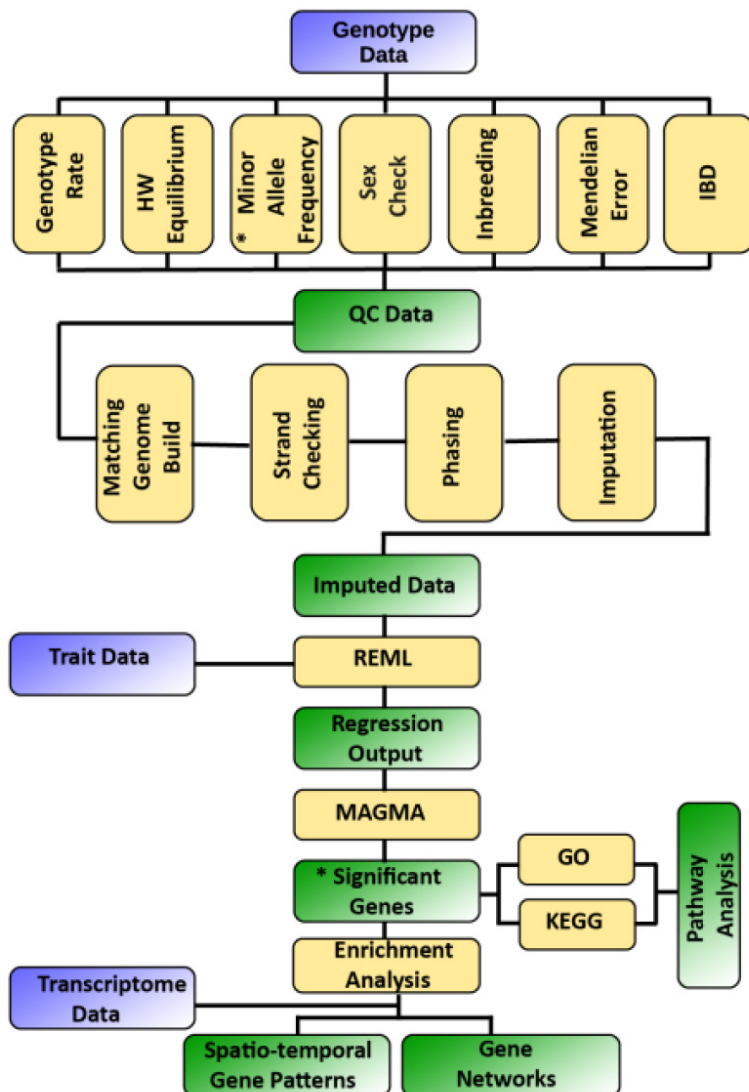 Genotype
Data
Genotype
Rate
HW
Equilibrium
* Minor
Allele
Frequency
Sex
Check
Inbreeding
Mendelian
Error
IBD
QC Data
Matching
Genome
Build
Strand
Checking
Phasing
Imputation
Imputed Data
Trait Data
REML
Regression
Output
MAGMA
* Significant
Genes
GO
KEGG
Pathway Analysis
Enrichment
Analysis
Transcriptome
Data
Spatio-temporal
Gene Patterns
Gene
Networks